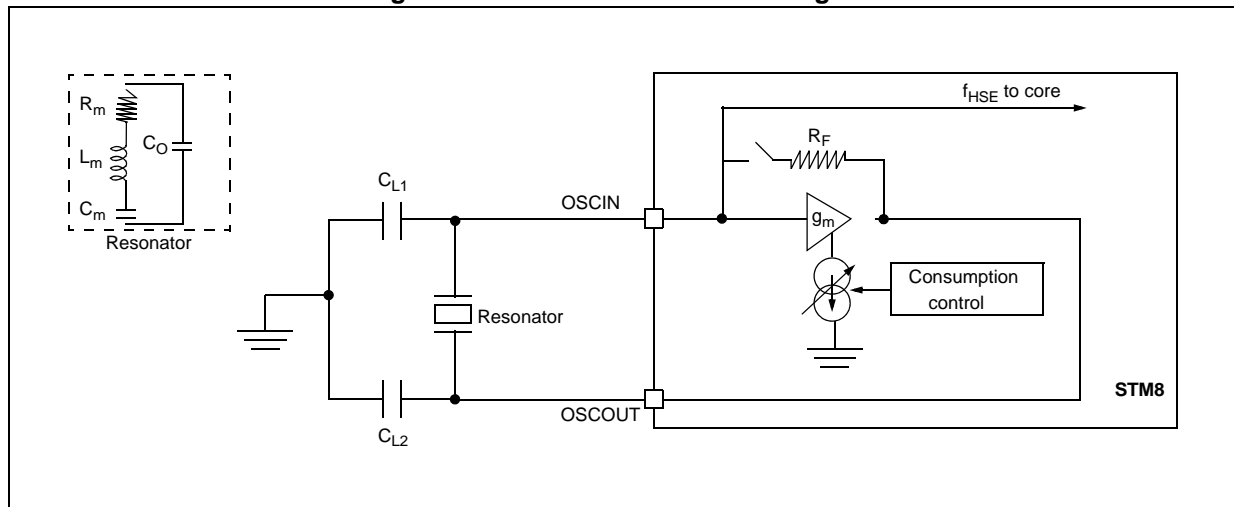 R_m
L_m
C_m
C_O
Resonator
C_L1
C_L2
Resonator
OSCIN
OSCOUT
f_HSE to core
R_F
g_m
Consumption
control
STM8